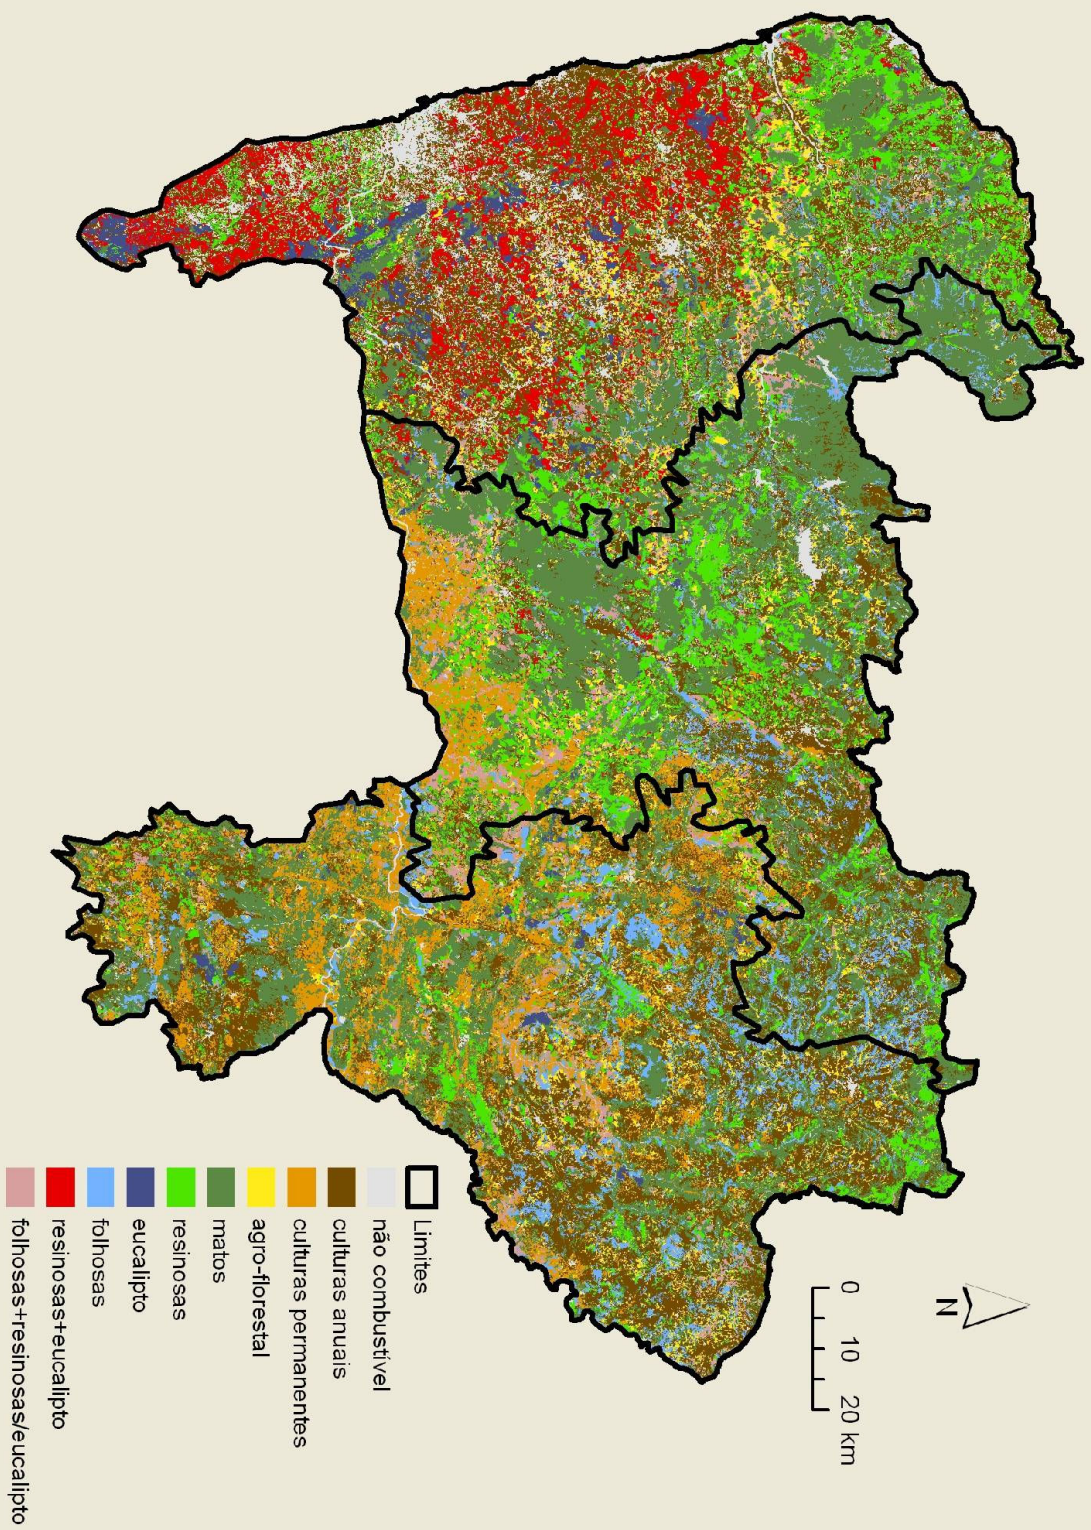 N
0 10 20 km
Limites
não combustível
culturas anuais
culturas permanentes
agro-florestal
matos
resinosas
eucalipto
folhosas
resinosas+eucalipto
folhosas+resinosas/eucalipto